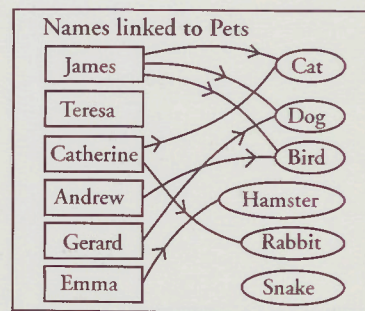 Names linked to Pets
James
Teresa
Catherine
Andrew
Gerard
Emma
Cat
Dog
Bird
Hamster
Rabbit
Snake